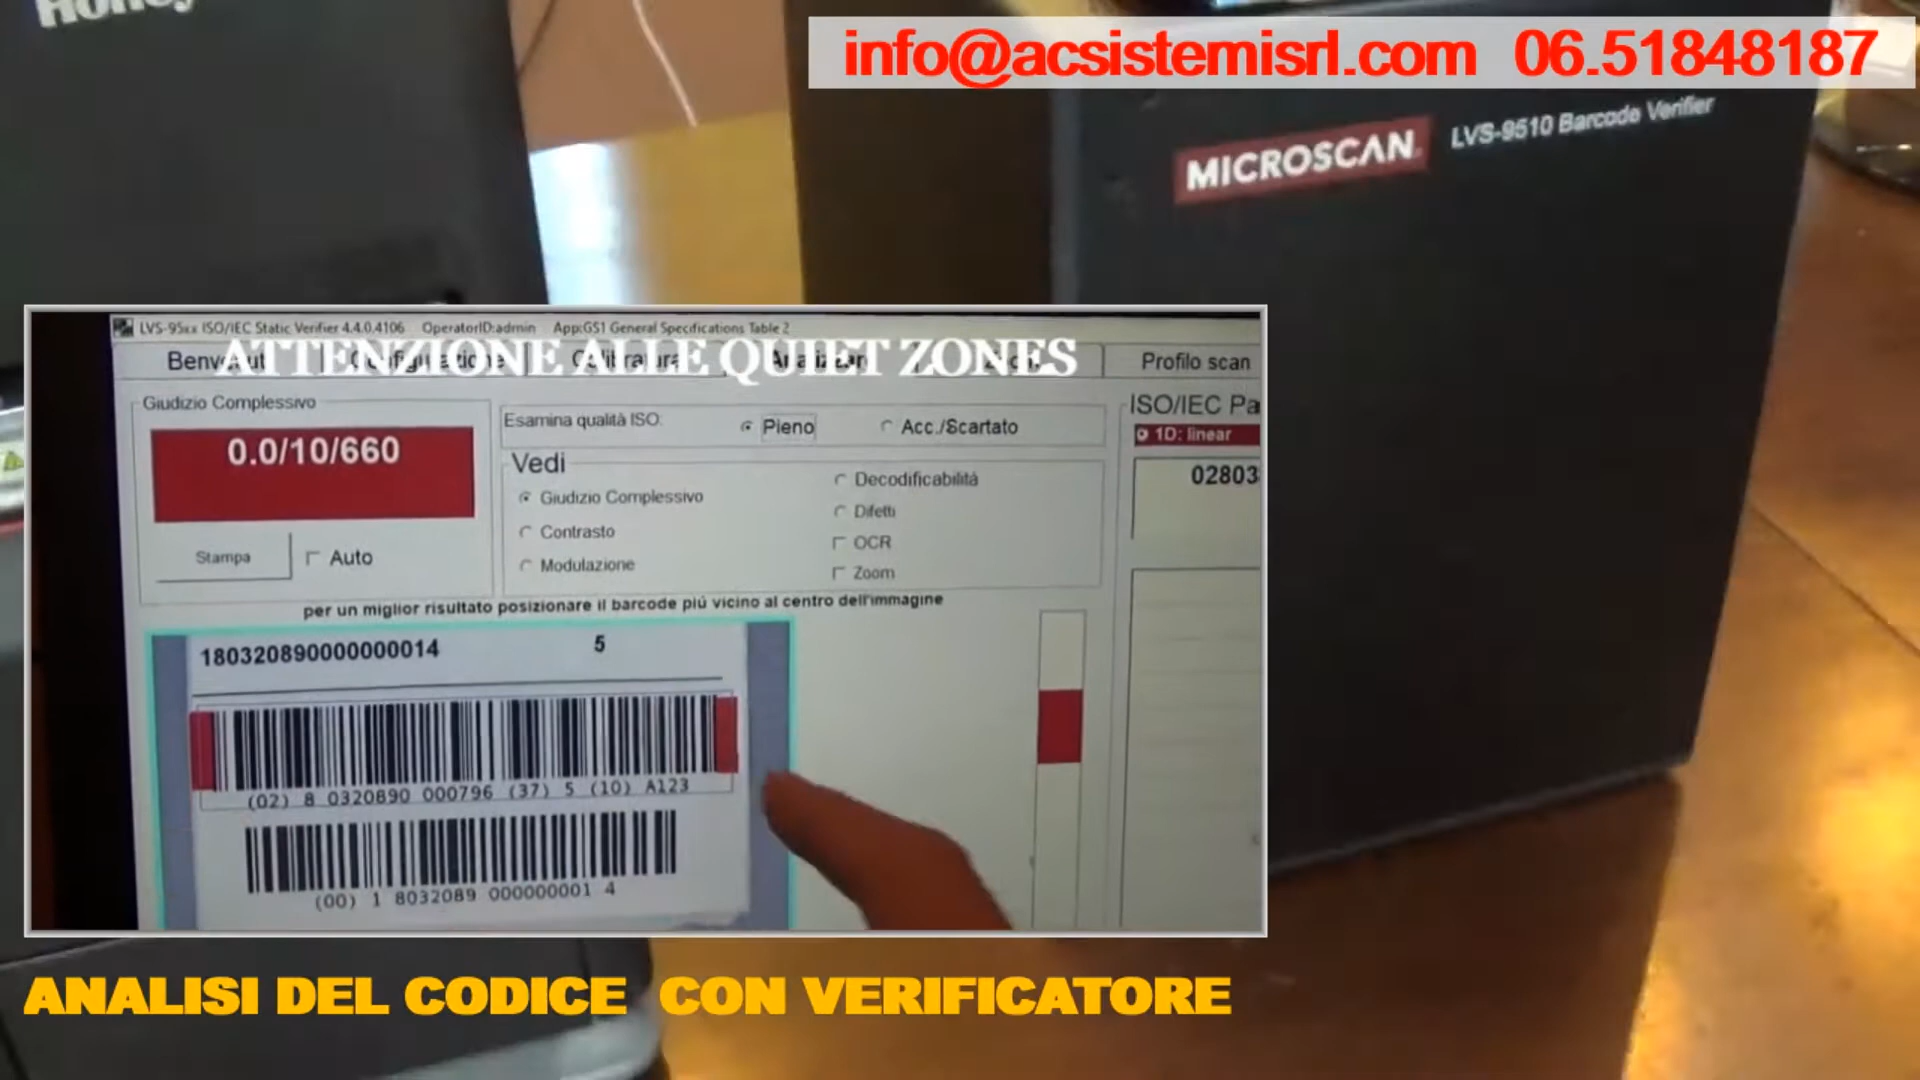 info@acsistemisrl.com 06.51848187
MICROSCAN
LVS-9510 Barcode Verifier
LVS-95xx ISO/IEC Static Verifier 4.4.0.4106 OperatorID:admin App:GS1 General Specifications Table 2
ATTENZIONE ALLE QUIET ZONES
Profilo scan
Giudizio Complessivo
0.0/10/660
Stampa
Auto
Esamina qualità ISO:
Pieno
Acc./Scartato
Vedi
Giudizio Complessivo
Contrasto
Modulazione
Decodificabilità
Difetti
OCR
Zoom
ISO/IEC Pa
1D: linear
02803
per un miglior risultato posizionare il barcode più vicino al centro dell'immagine
180320890000000014 5
(02) 8 0320890 000796 (37) 5 (10) A123
(00) 1 8032089 000000001 4
ANALISI DEL CODICE CON VERIFICATORE